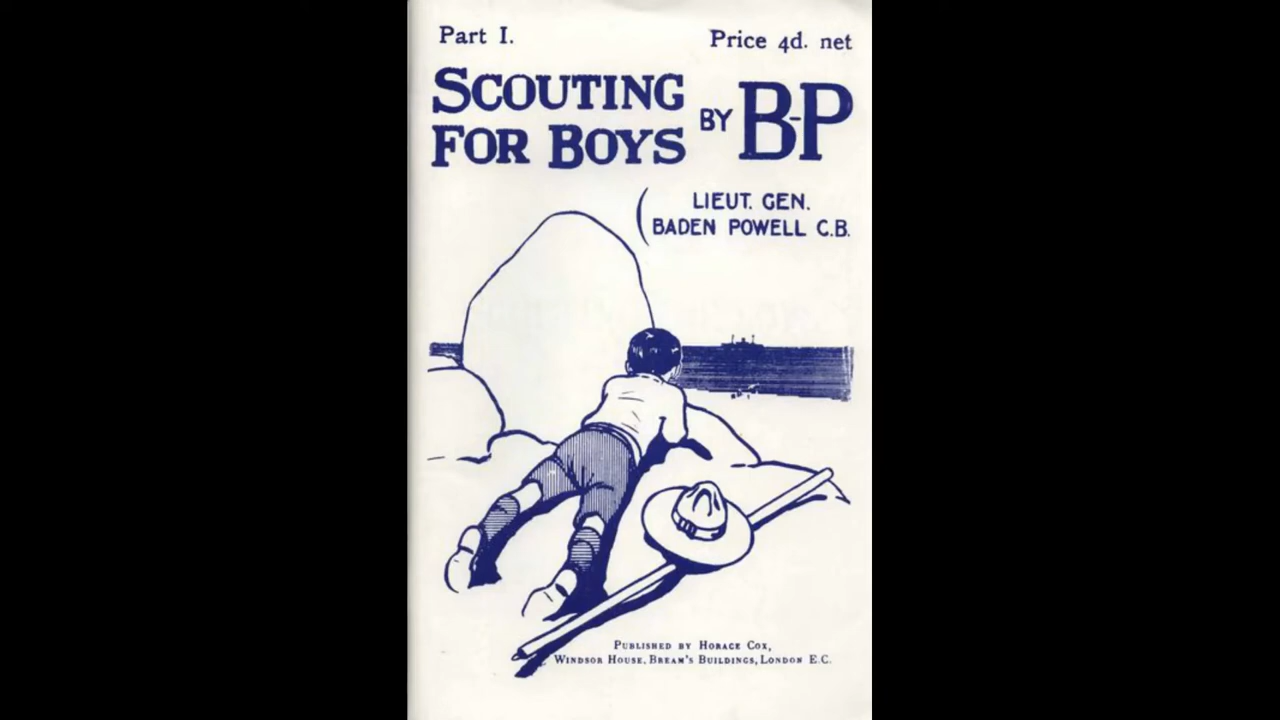 Part I.
Price 4d. net
SCOUTING
FOR BOYS
BY B-P
(LIEUT. GEN.
BADEN POWELL C.B.
PUBLISHED BY HORACE COX,
WINDSOR HOUSE, BREAM'S BUILDINGS, LONDON E.C.